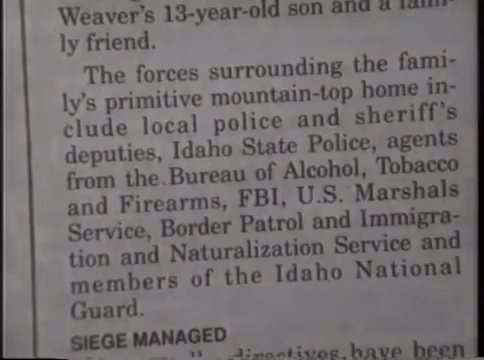 Weaver's 13-year-old son and a fami-
ly friend.
The forces surrounding the fami-
ly's primitive mountain-top home in-
clude local police and sheriff's
deputies, Idaho State Police, agents
from the Bureau of Alcohol, Tobacco
and Firearms, FBI, U.S. Marshals
Service, Border Patrol and Immigra-
tion and Naturalization Service and
members of the Idaho National
Guard.
SIEGE MANAGED
directives have been